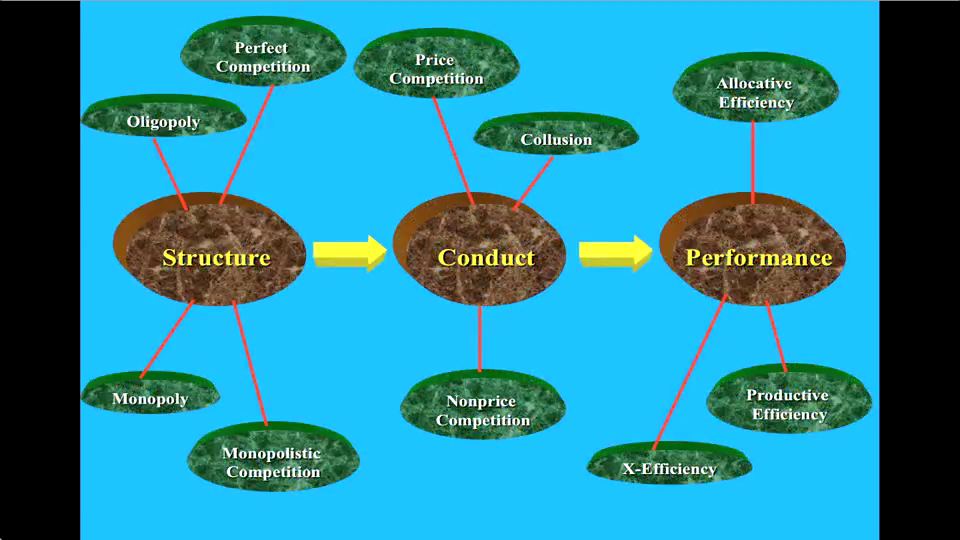 Perfect
Competition
Price
Competition
Allocative
Efficiency
Oligopoly
Collusion
Structure
Conduct
Performance
Monopoly
Nonprice
Competition
Productive
Efficiency
Monopolistic
Competition
X-Efficiency